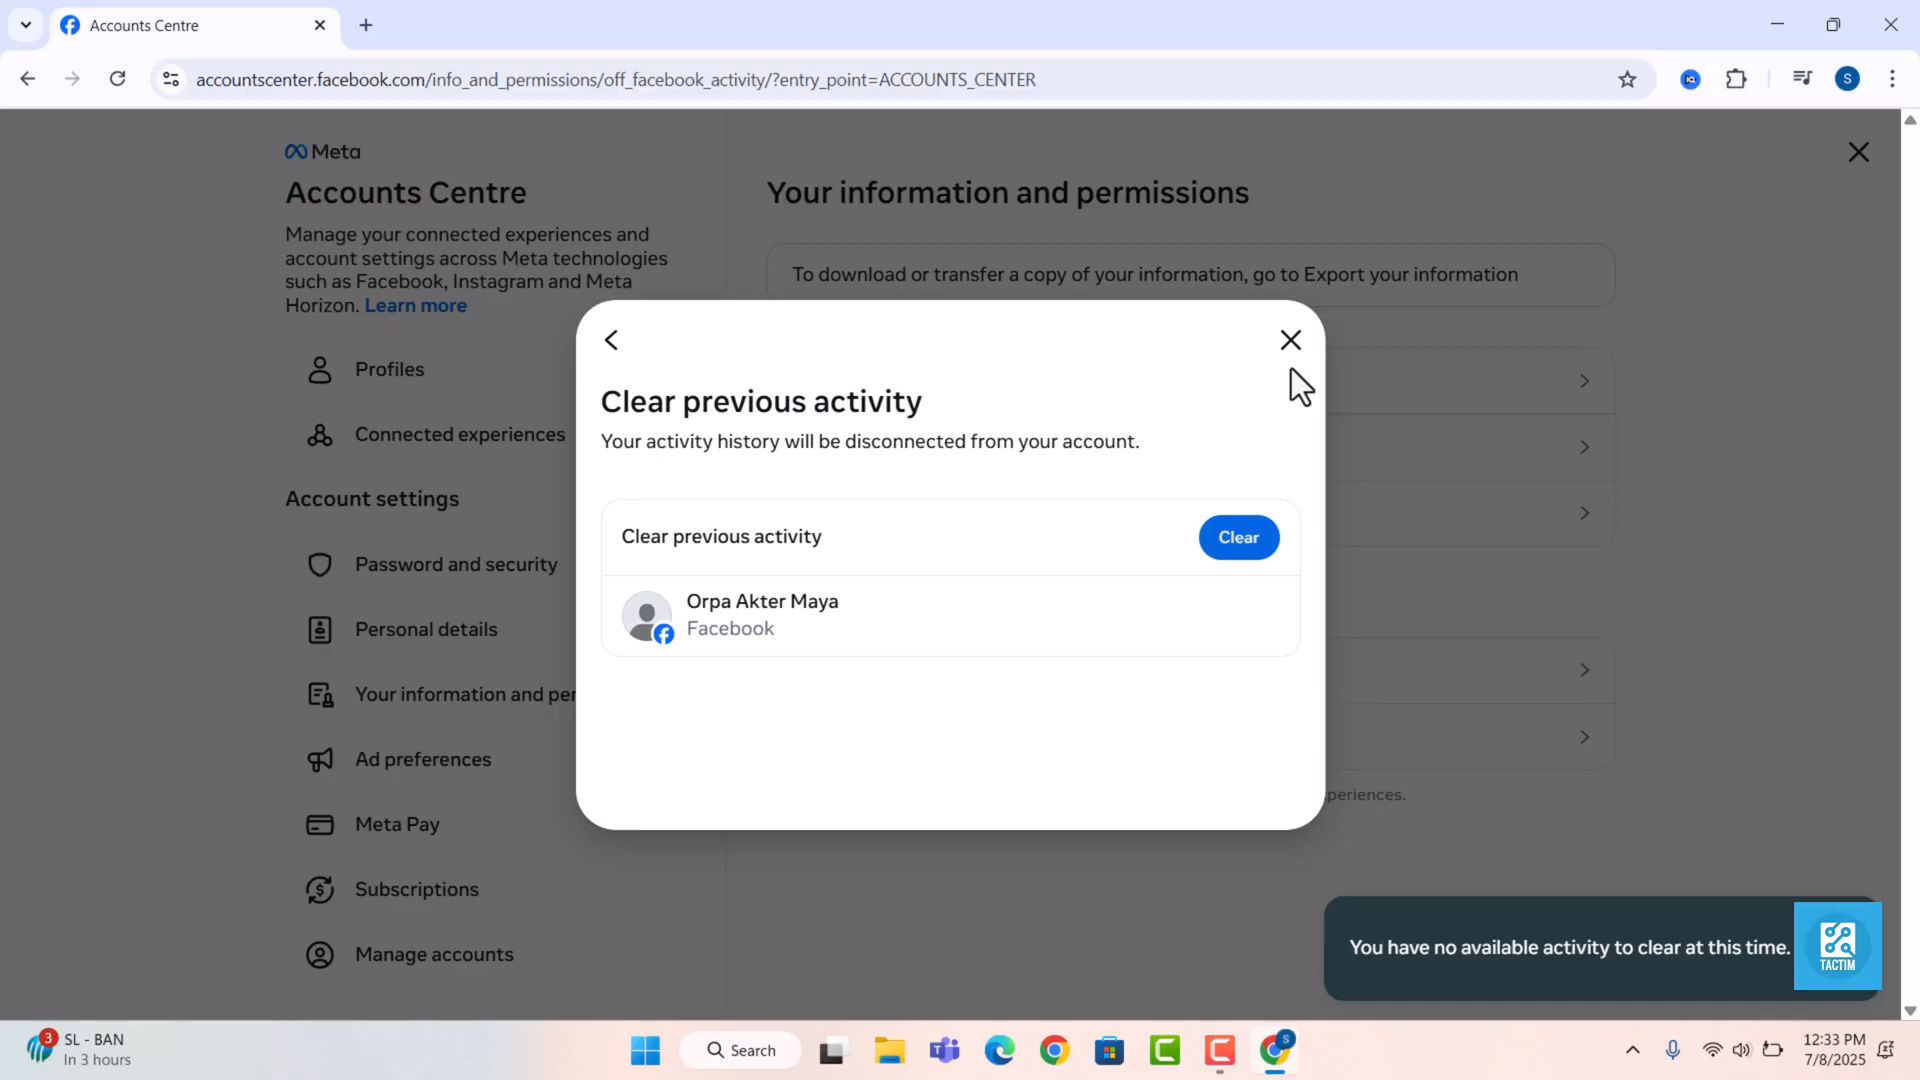 Accounts Centre
accountscenter.facebook.com/info_and_permissions/off_facebook_activity/?entry_point=ACCOUNTS_CENTER
S
Meta
Accounts Centre
Manage your connected experiences and
account settings across Meta technologies
such as Facebook, Instagram and Meta
Horizon. Learn more
Profiles
Connected experiences
Account settings
Password and security
Personal details
Your information and per
Ad preferences
Meta Pay
Subscriptions
Manage accounts
Your information and permissions
To download or transfer a copy of your information, go to Export your information
Clear previous activity
Your activity history will be disconnected from your account.
Clear previous activity
Clear
Orpa Akter Maya
Facebook
periences.
You have no available activity to clear at this time.
TACTIM
3
SL - BAN
In 3 hours
Search
S
12:33 PM
7/8/2025